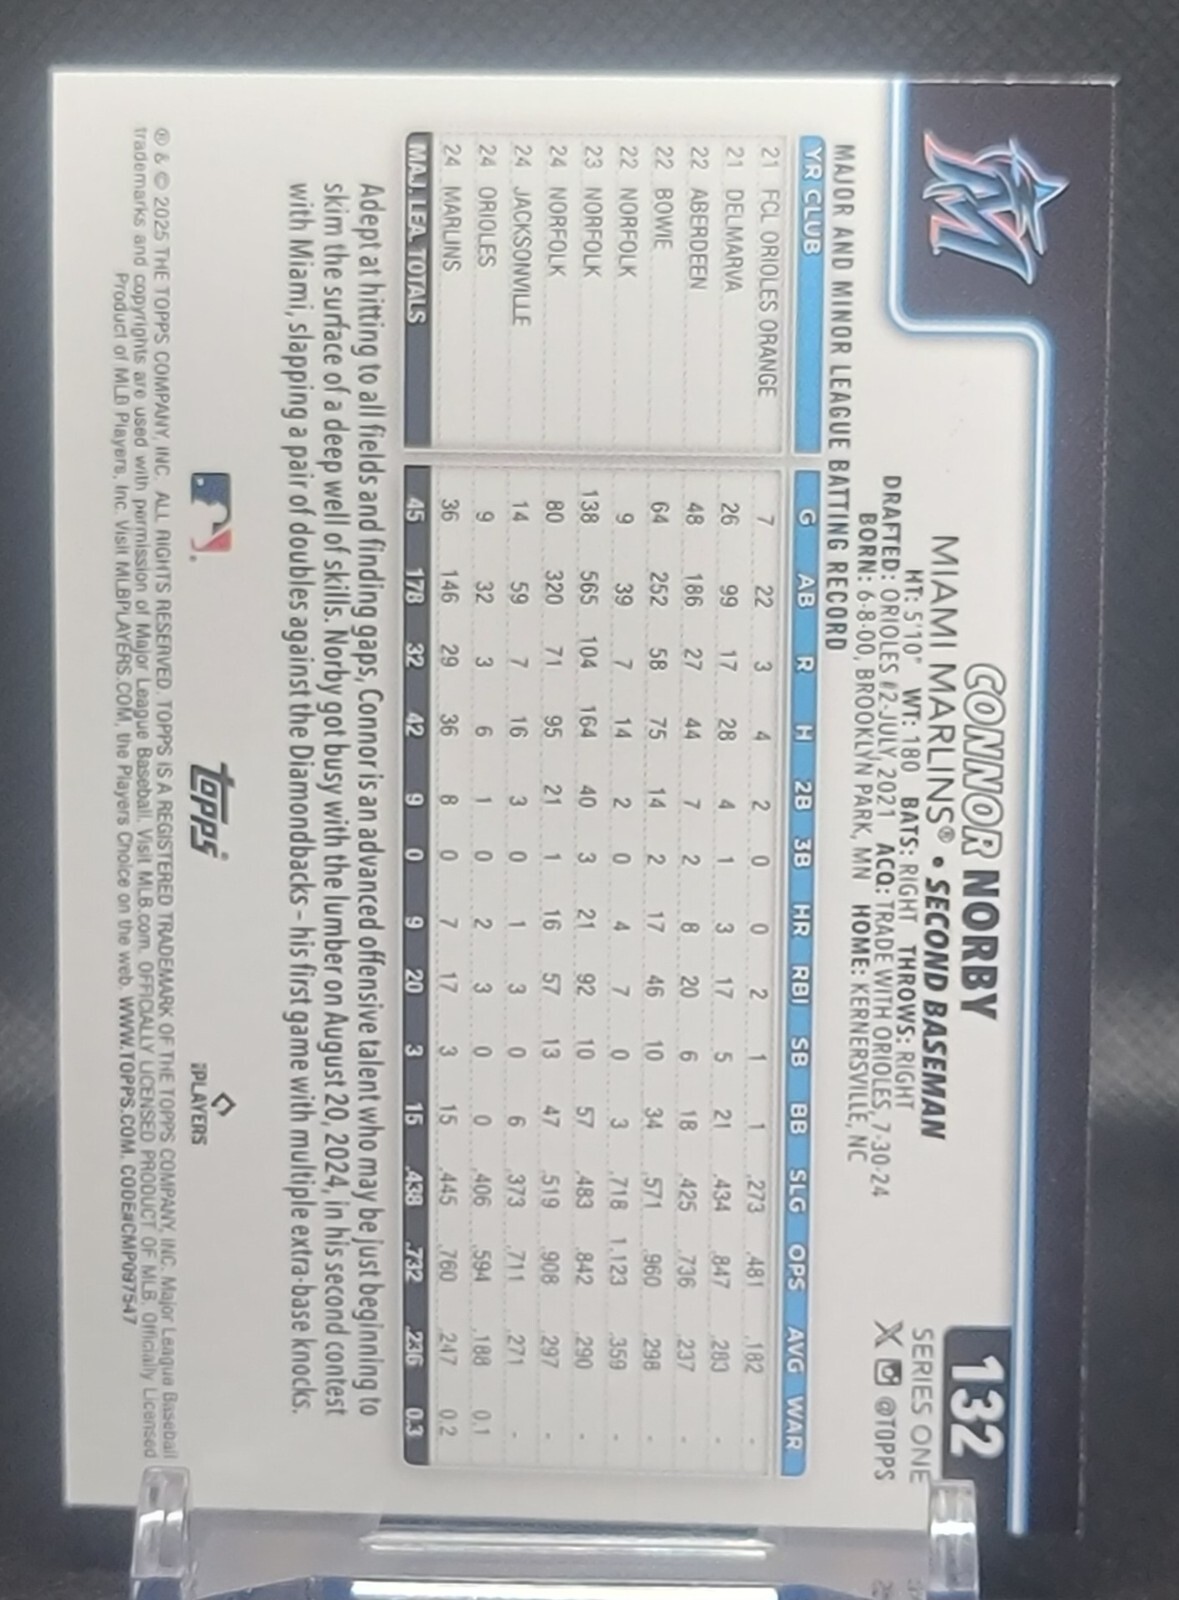 132
SERIES ONE
@TOPPS
CONNOR NORBY
MIAMI MARLINS® • SECOND BASEMAN
HT: 5'10" WT: 180 BATS: RIGHT THROWS: RIGHT
DRAFTED: ORIOLES #2-JULY, 2021 ACQ: TRADE WITH ORIOLES, 7-30-24
BORN: 6-8-00, BROOKLYN PARK, MN HOME: KERNERSVILLE, NC
MAJOR AND MINOR LEAGUE BATTING RECORD
YR CLUB G AB R H 2B 3B HR RBI SB BB SLG OPS AVG WAR
21 FCL ORIOLES ORANGE 7 22 3 4 2 0 0 2 1 1 .273 .481 .182 -
21 DELMARVA 26 99 17 28 4 1 3 17 5 21 .434 .847 .283 -
22 ABERDEEN 48 186 27 44 7 2 8 20 6 18 .425 .736 .237 -
22 BOWIE 64 252 58 75 14 2 17 46 10 34 .571 .960 .298 -
22 NORFOLK 9 39 7 14 2 0 4 7 0 3 .718 1.123 .359 -
23 NORFOLK 138 565 104 164 40 3 21 92 10 57 .483 .842 .290 -
24 NORFOLK 80 320 71 95 21 1 16 57 13 47 .519 .908 .297 -
24 JACKSONVILLE 14 59 7 16 3 0 1 3 0 6 .373 .711 .271 -
24 ORIOLES 9 32 3 6 1 0 2 3 0 0 .406 .594 .188 0.1
24 MARLINS 36 146 29 36 8 0 7 17 3 15 .445 .760 .247 0.2
MAJ. LEA. TOTALS 45 178 32 42 9 0 9 20 3 15 .438 .732 .236 0.3
Adept at hitting to all fields and finding gaps, Connor is an advanced offensive talent who may be just beginning to
skim the surface of a deep well of skills. Norby got busy with the lumber on August 20, 2024, in his second contest
with Miami, slapping a pair of doubles against the Diamondbacks – his first game with multiple extra-base knocks.
topps®
PLAYERS
® & © 2025 THE TOPPS COMPANY, INC. ALL RIGHTS RESERVED. TOPPS IS A REGISTERED TRADEMARK OF THE TOPPS COMPANY, INC. Major League Baseball
trademarks and copyrights are used with permission of Major League Baseball. Visit MLB.com. OFFICIALLY LICENSED PRODUCT OF MLB. Officially Licensed
Product of MLB Players, Inc. Visit MLBPLAYERS.COM, the Players Choice on the web. WWW.TOPPS.COM. CODE#CMP097547